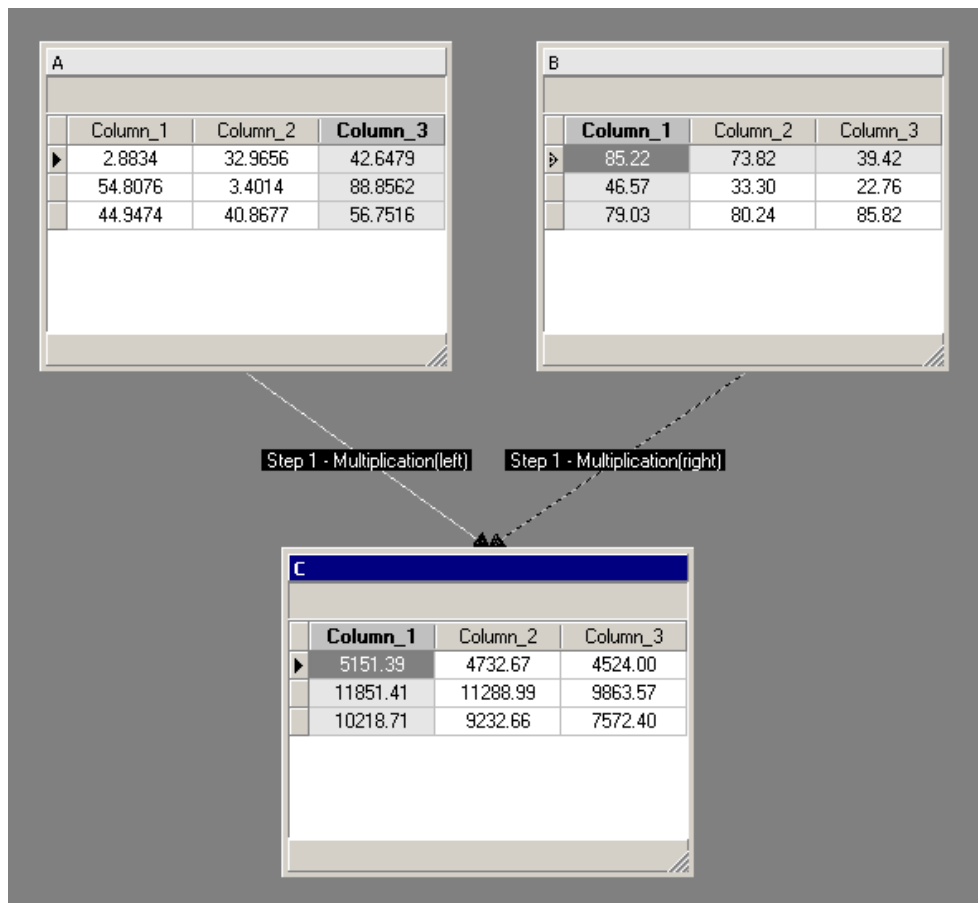 A
Column_1 Column_2 Column_3
2.8834 32.9656 42.6479
54.8076 3.4014 88.8562
44.9474 40.8677 56.7516
B
Column_1 Column_2 Column_3
85.22 73.82 39.42
46.57 33.30 22.76
79.03 80.24 85.82
Step 1 - Multiplication(left)
Step 1 - Multiplication(right)
C
Column_1 Column_2 Column_3
5151.39 4732.67 4524.00
11851.41 11288.99 9863.57
10218.71 9232.66 7572.40